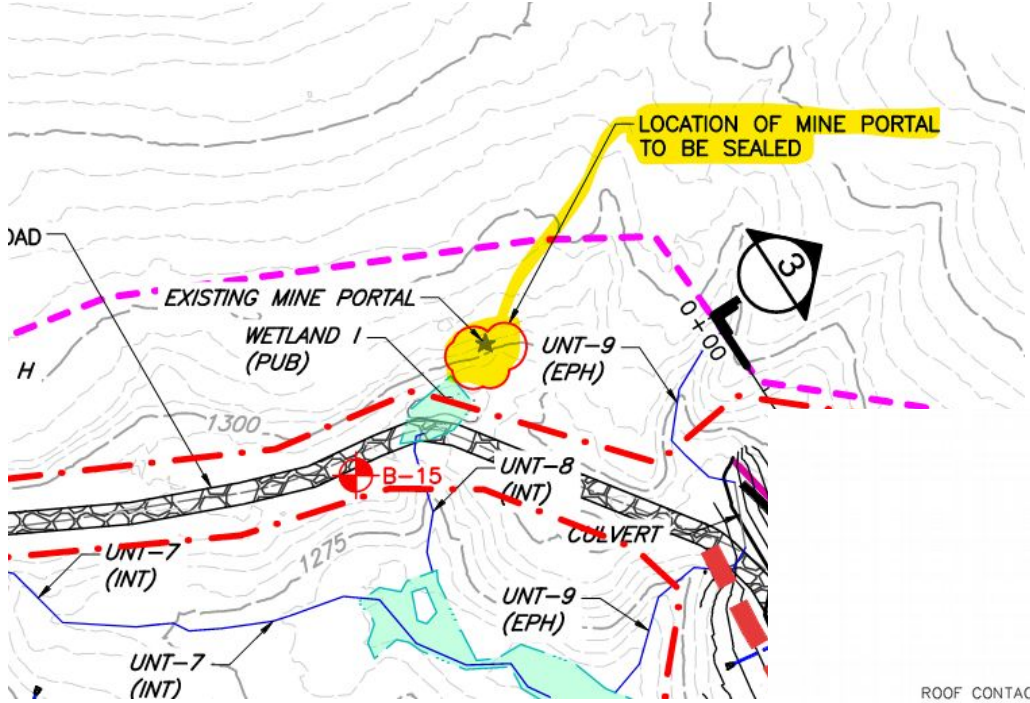 LOCATION OF MINE PORTAL
TO BE SEALED
OAD
3
EXISTING MINE PORTAL
0+00
WETLAND I
(PUB)
UNT-9
(EPH)
H
1300
B-15
UNT-8
(INT)
CULVERT
1275
UNT-7
(INT)
UNT-9
(EPH)
UNT-7
(INT)
ROOF CONTAC